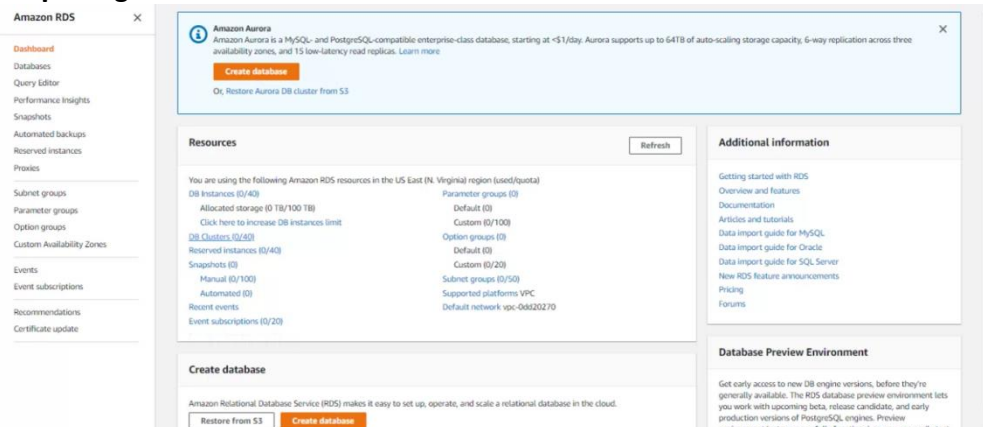 Amazon RDS
Dashboard
Databases
Query Editor
Performance Insights
Snapshots
Automated backups
Reserved instances
Proxies
Subnet groups
Parameter groups
Option groups
Custom Availability Zones
Events
Event subscriptions
Recommendations
Certificate update
Amazon Aurora
Amazon Aurora is a MySQL- and PostgreSQL-compatible enterprise-class database, starting at <$1/day. Aurora supports up to 64TB of auto-scaling storage capacity, 6-way replication across three
availability zones, and 15 low-latency read replicas. Learn more
Create database
Or, Restore Aurora DB cluster from S3
Resources
Refresh
You are using the following Amazon RDS resources in the US East (N. Virginia) region (used/quota)
DB Instances (0/40)
Allocated storage (0 TB/100 TB)
Click here to increase DB instances limit
DB Clusters (0/40)
Reserved instances (0/40)
Snapshots (0)
Manual (0/100)
Automated (0)
Recent events
Event subscriptions (0/20)
Parameter groups (0)
Default (0)
Custom (0/100)
Option groups (0)
Default (0)
Custom (0/20)
Subnet groups (0/50)
Supported platforms VPC
Default network vpc-0dd20270
Create database
Amazon Relational Database Service (RDS) makes it easy to set up, operate, and scale a relational database in the cloud.
Restore from S3
Create database
Additional information
Getting started with RDS
Overview and features
Documentation
Articles and tutorials
Data import guide for MySQL
Data import guide for Oracle
Data import guide for SQL Server
New RDS feature announcements
Pricing
Forums
Database Preview Environment
Get early access to new DB engine versions, before they're
generally available. The RDS database preview environment lets
you work with upcoming beta, release candidate, and early
production versions of PostgreSQL engines. Preview